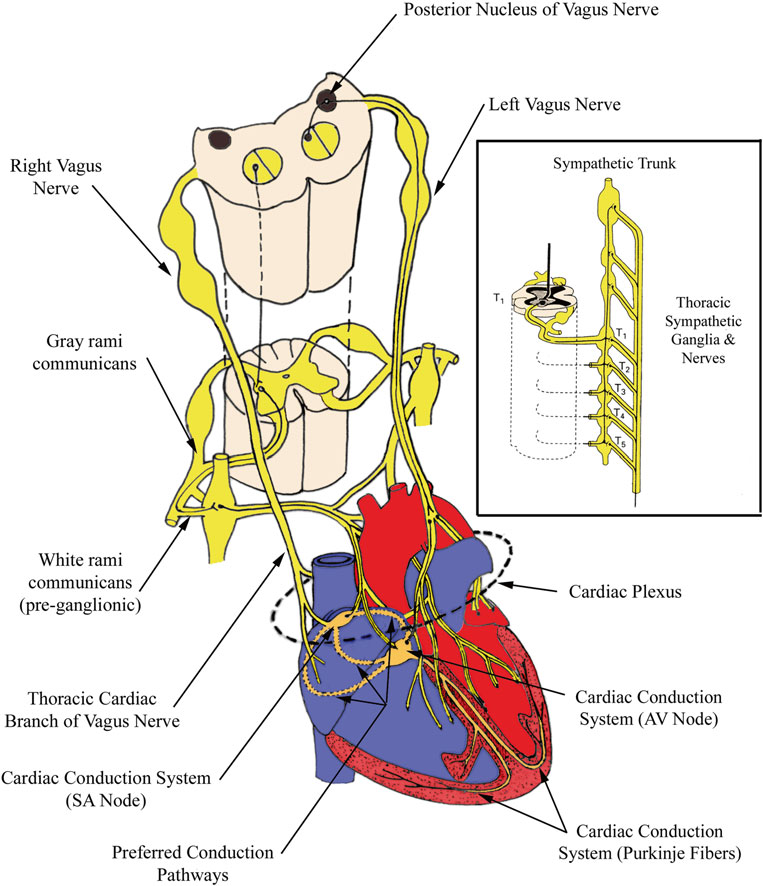 Posterior Nucleus of Vagus Nerve
Left Vagus Nerve
Right Vagus
Nerve
Sympathetic Trunk
T1
T1
T2
T3
T4
T5
Thoracic
Sympathetic
Ganglia &
Nerves
Gray rami
communicans
White rami
communicans
(pre-ganglionic)
Cardiac Plexus
Thoracic Cardiac
Branch of Vagus Nerve
Cardiac Conduction
System (AV Node)
Cardiac Conduction System
(SA Node)
Preferred Conduction
Pathways
Cardiac Conduction
System (Purkinje Fibers)